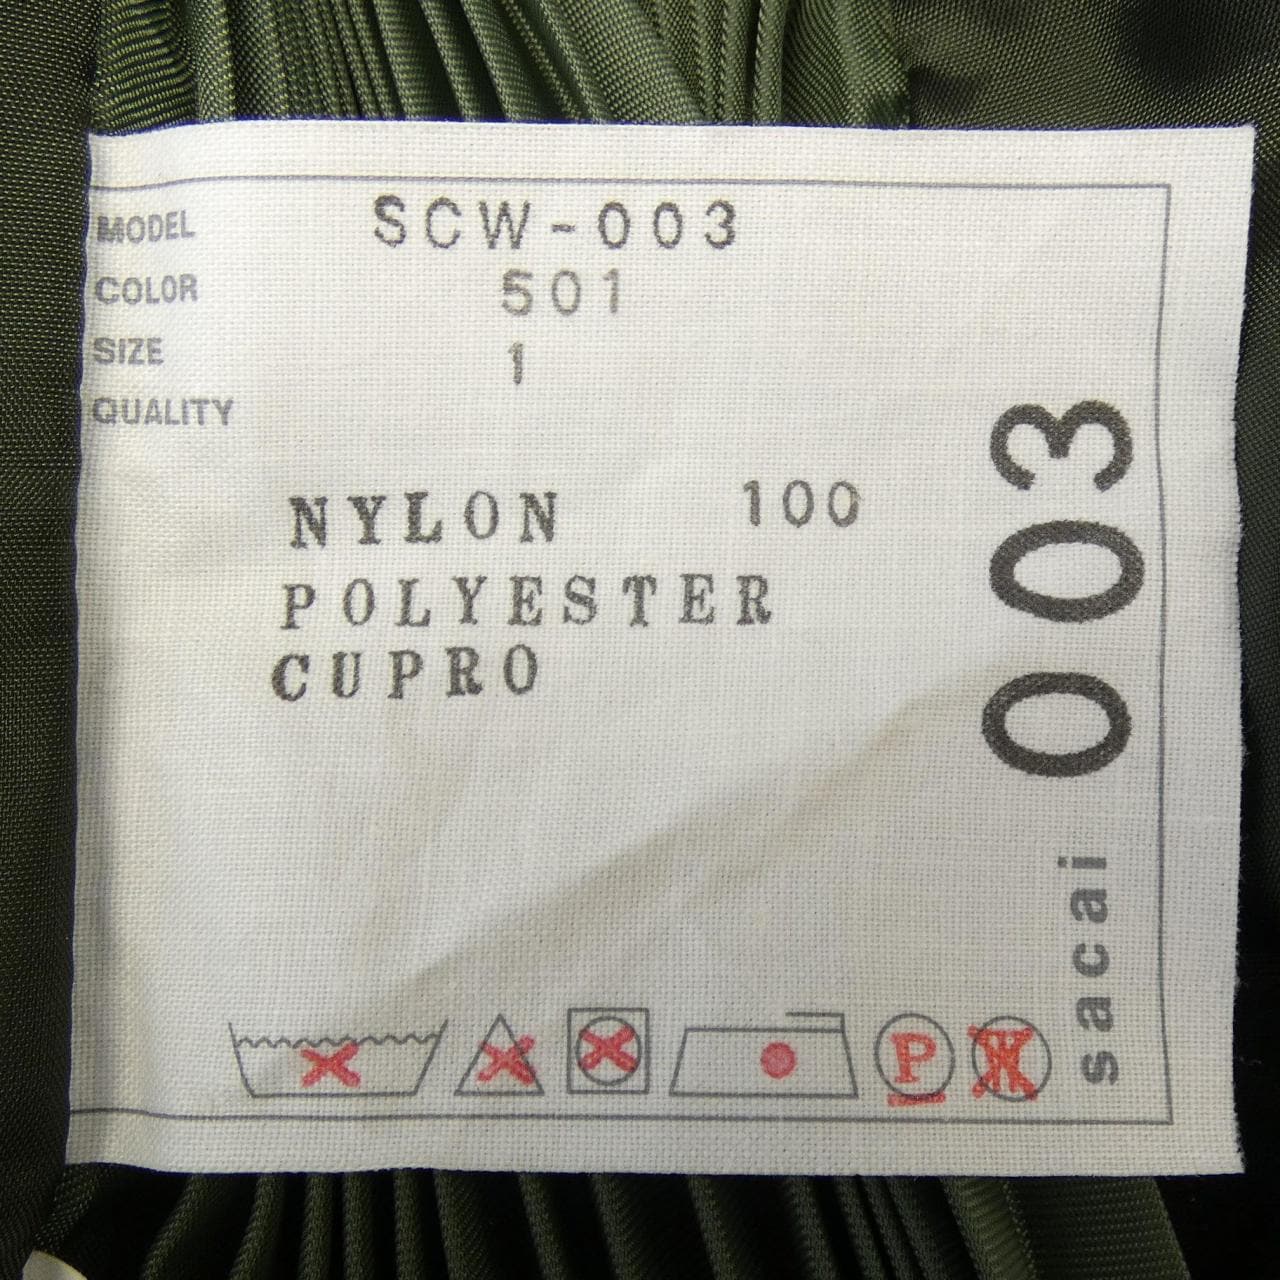 MODEL SCW-003
COLOR 501
SIZE 1
QUALITY
NYLON 100
POLYESTER
CUPRO
sacai 003
P
W